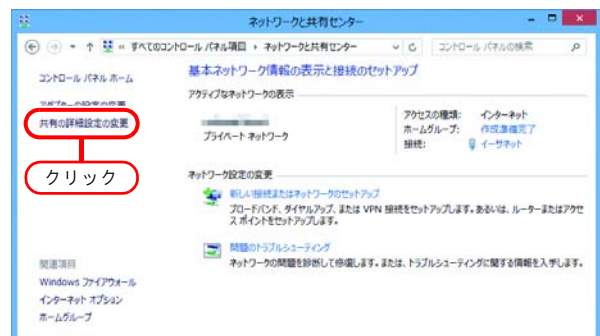 ネットワークと共有センター
« すべてのコントロール パネル項目 › ネットワークと共有センター
コントロール パネルの検索
コントロール パネル ホーム
アダプターの設定の変更
共有の詳細設定の変更
クリック
関連項目
Windows ファイアウォール
インターネット オプション
ホームグループ
基本ネットワーク情報の表示と接続のセットアップ
アクティブなネットワークの表示
プライベート ネットワーク
アクセスの種類: インターネット
ホームグループ: 作成準備完了
接続: イーサネット
ネットワーク設定の変更
新しい接続またはネットワークのセットアップ
ブロードバンド、ダイヤルアップ、または VPN 接続をセットアップします。あるいは、ルーターまたはアクセ
ス ポイントをセットアップします。
問題のトラブルシューティング
ネットワークの問題を診断して修復します。または、トラブルシューティングに関する情報を入手します。